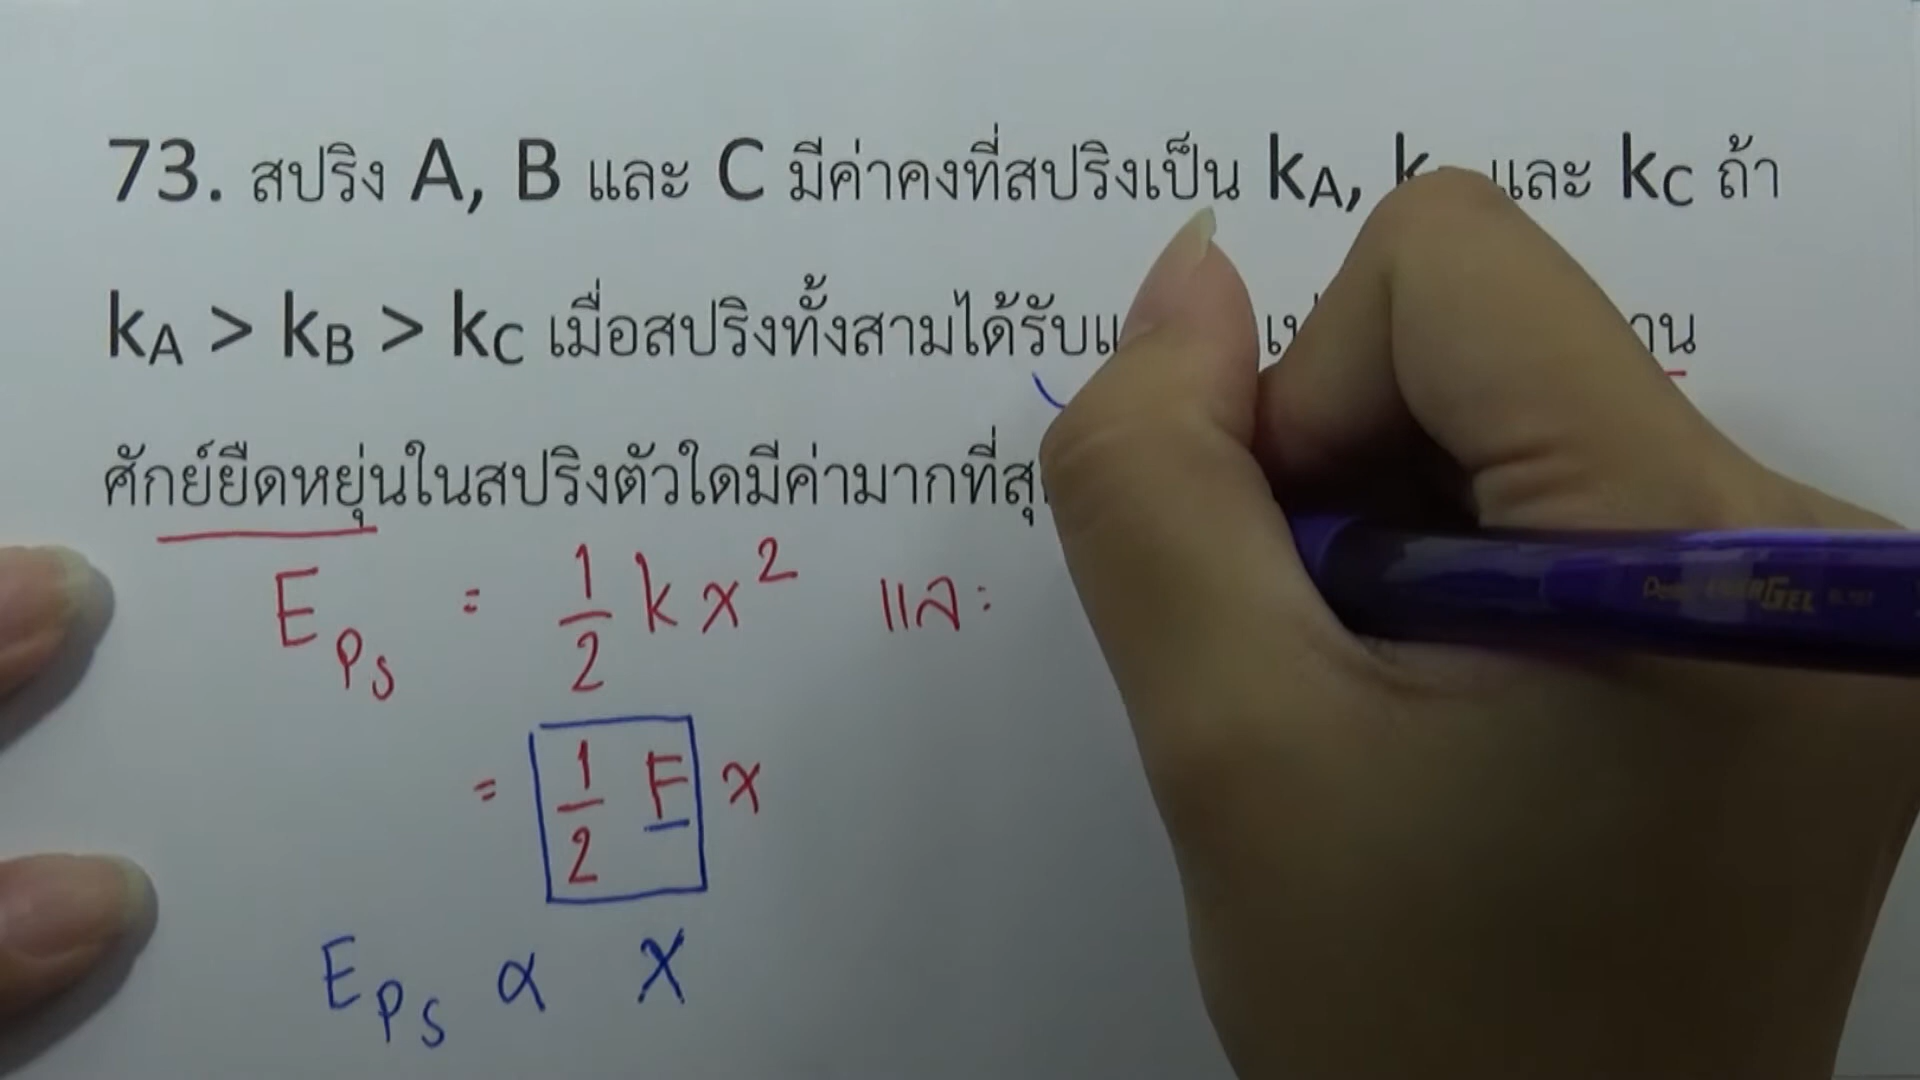 73. สปริง A, B และ C มีค่าคงที่สปริงเป็น kA, และ kC ถ้า
kA > kB > kC เมื่อสปริงทั้งสามได้รับ
ศักย์ยืดหยุ่นในสปริงตัวใดมีค่ามากที่
E_Ps = 1/2 k x² และ
= 1/2 F x
E_Ps α x